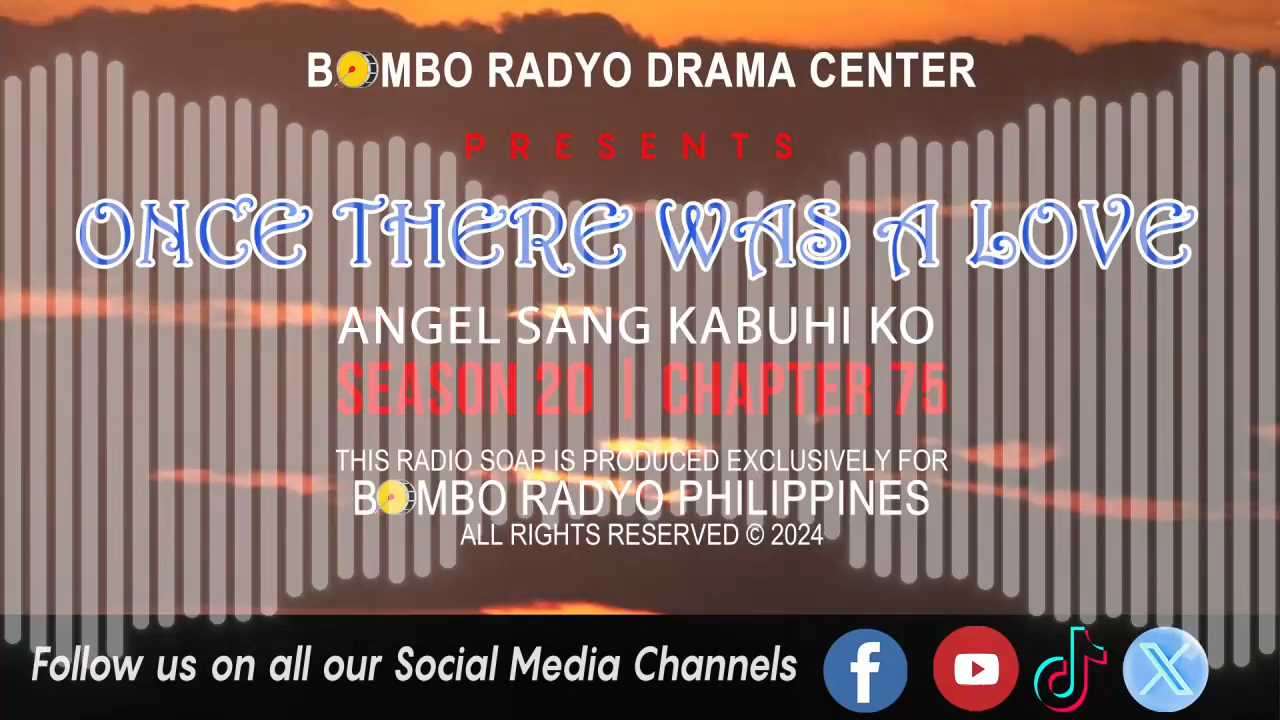 BOMBO RADYO DRAMA CENTER
PRESENTS
ONCE THERE WAS A LOVE
ANGEL SANG KABUHI KO
SEASON 20 | CHAPTER 75
THIS RADIO SOAP IS PRODUCED EXCLUSIVELY FOR
BOMBO RADYO PHILIPPINES
ALL RIGHTS RESERVED © 2024
Follow us on all our Social Media Channels